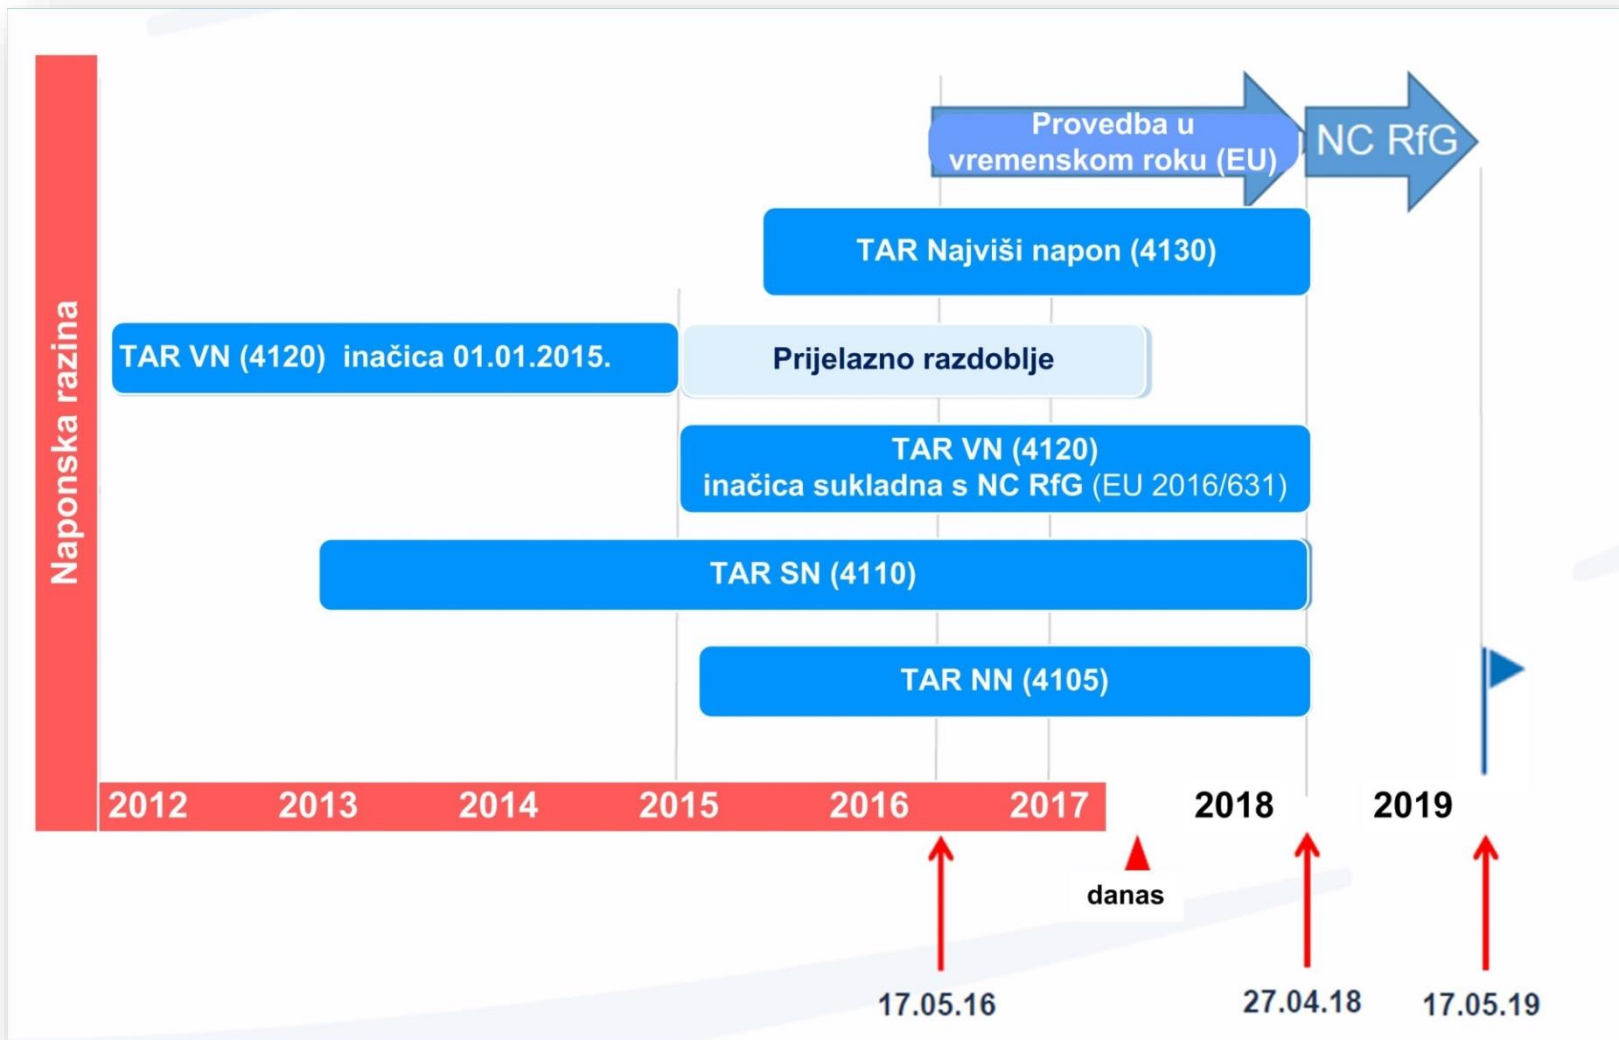 Naponska razina
Provedba u
vremenskom roku (EU)
NC RfG
TAR Najviši napon (4130)
TAR VN (4120)  inačica 01.01.2015.
Prijelazno razdoblje
TAR VN (4120)
inačica sukladna s NC RfG (EU 2016/631)
TAR SN (4110)
TAR NN (4105)
2012 2013 2014 2015 2016 2017 2018 2019
danas
17.05.16 27.04.18 17.05.19